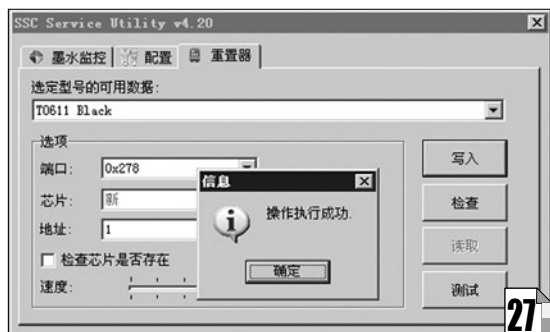 SSC Service Utility v4.20
墨水监控 配置 重置器
选定型号的可用数据:
T0611 Black
选项
端口: 0x278
芯片: 新
地址: 1
检查芯片是否存在
速度:
写入
检查
读取
测试
信息
操作执行成功.
确定
27